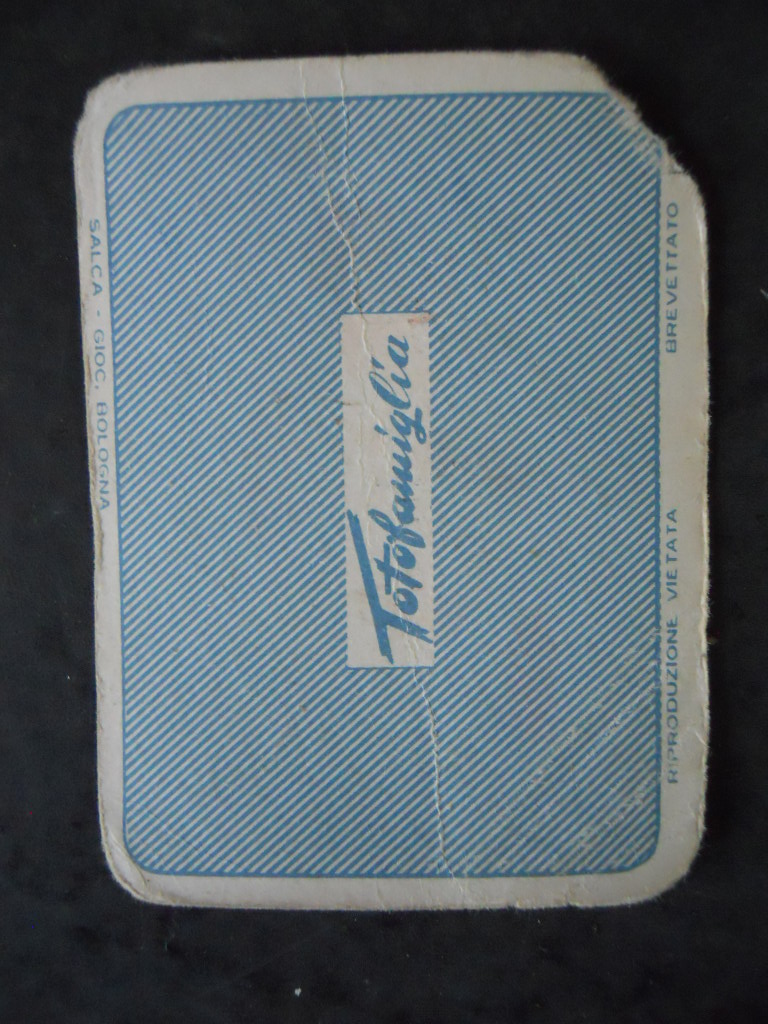 SALCA - GIOC, BOLOGNA
Totofamiglia
RIPRODUZIONE VIETATA BREVETTATO